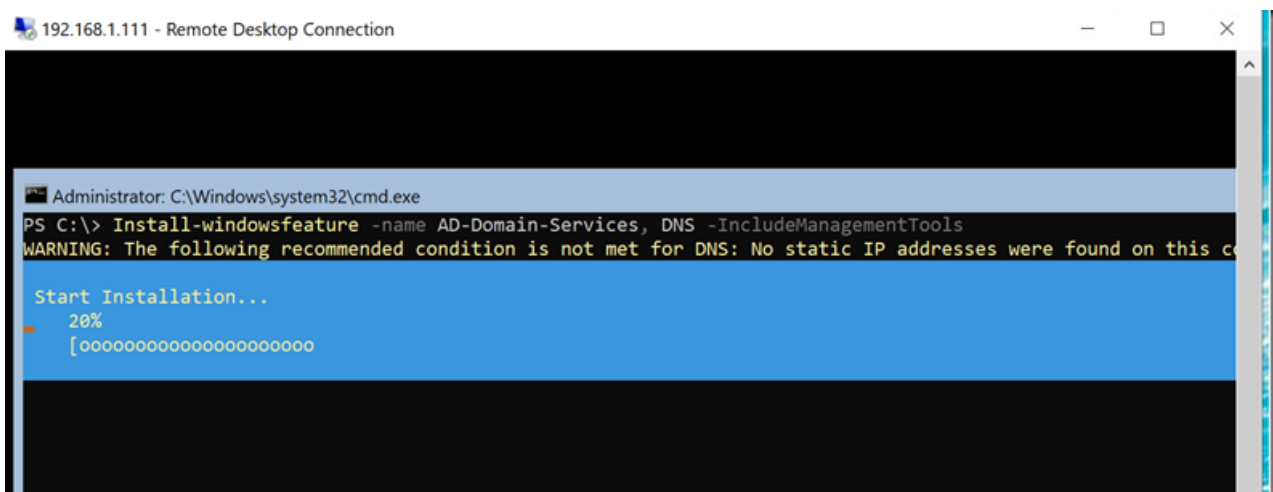 192.168.1.111 - Remote Desktop Connection
Administrator: C:\Windows\system32\cmd.exe
PS C:\> Install-windowsfeature -name AD-Domain-Services, DNS -IncludeManagementTools
WARNING: The following recommended condition is not met for DNS: No static IP addresses were found on this
Start Installation...
20%
[ooooooooooooooooooooo